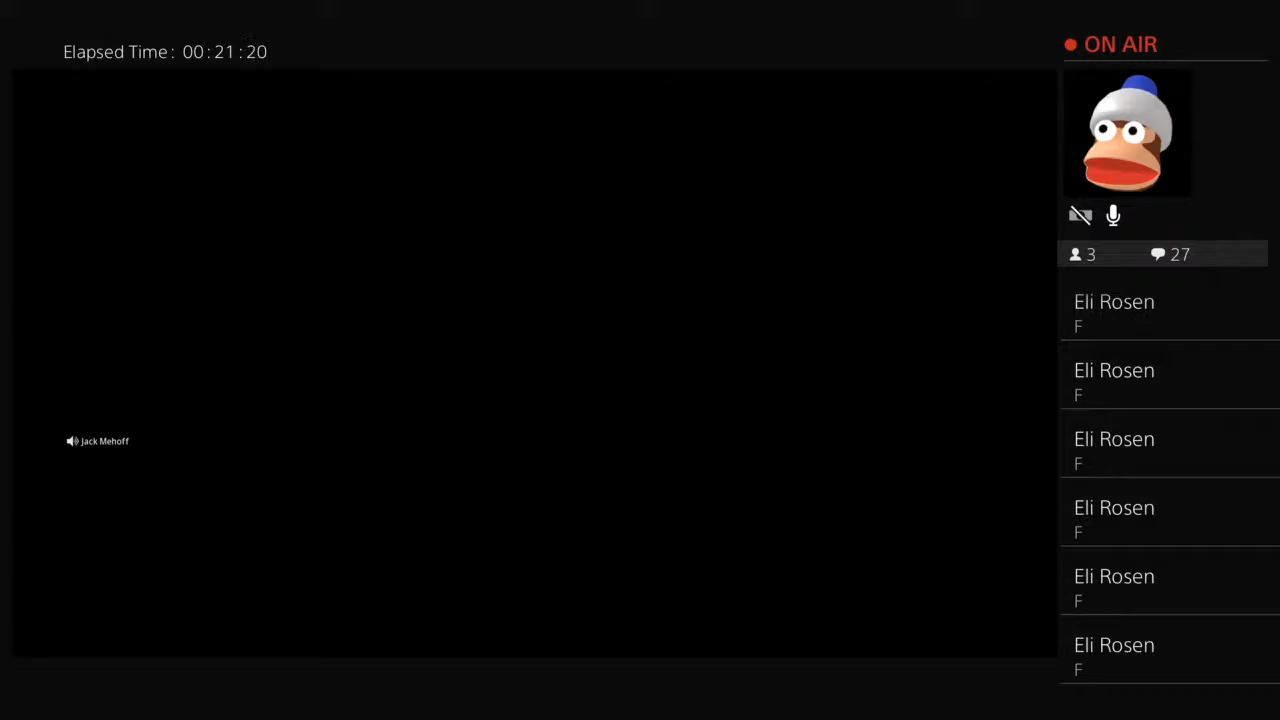 Elapsed Time: 00:21:20
ON AIR
3 27
Eli Rosen
F
Eli Rosen
F
Eli Rosen
F
Jack Mehoff
Eli Rosen
F
Eli Rosen
F
Eli Rosen
F